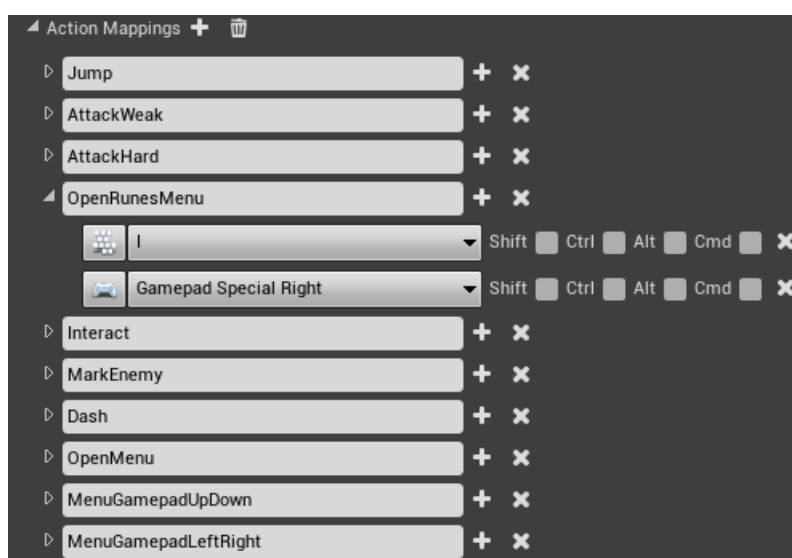 Action Mappings
Jump
AttackWeak
AttackHard
OpenRunesMenu
I Shift Ctrl Alt Cmd
Gamepad Special Right Shift Ctrl Alt Cmd
Interact
MarkEnemy
Dash
OpenMenu
MenuGamepadUpDown
MenuGamepadLeftRight